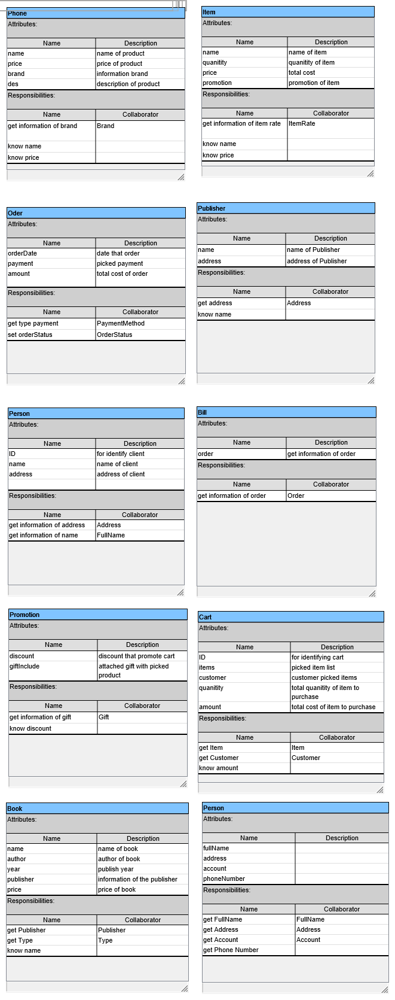 Phone
Attributes:
Name Description
name name of product
price price of product
brand information brand
des description of product
Responsibilities:
Name Collaborator
get information of brand Brand
know name
know price
Item
Attributes:
Name Description
name name of item
quanitity quanitity of item
price total cost
promotion promotion of item
Responsibilities:
Name Collaborator
get information of item rate ItemRate
know name
know price
Oder
Attributes:
Name Description
orderDate date that order
payment picked payment
amount total cost of order
Responsibilities:
Name Collaborator
get type payment PaymentMethod
set orderStatus OrderStatus
Publisher
Attributes:
Name Description
name name of Publisher
address address of Publisher
Responsibilities:
Name Collaborator
get address Address
know name
Person
Attributes:
Name Description
ID for identify client
name name of client
address address of client
Responsibilities:
Name Collaborator
get information of address Address
get information of name FullName
Bill
Attributes:
Name Description
order get information of order
Responsibilities:
Name Collaborator
get information of order Order
Promotion
Attributes:
Name Description
discount discount that promote cart
giftInclude attached gift with picked
product
Responsibilities:
Name Collaborator
get information of gift Gift
know discount
Cart
Attributes:
Name Description
ID for identifying cart
items picked item list
customer customer picked items
quanitity total quanitity of item to
purchase
amount total cost of item to purchase
Responsibilities:
Name Collaborator
get Item Item
get Customer Customer
know amount
Book
Attributes:
Name Description
name name of book
author author of book
year publish year
publisher information of the publisher
price price of book
Responsibilities:
Name Collaborator
get Publisher Publisher
get Type Type
know name
Person
Attributes:
Name Description
fullName
address
account
phoneNumber
Responsibilities:
Name Collaborator
get FullName FullName
get Address Address
get Account Account
get Phone Number